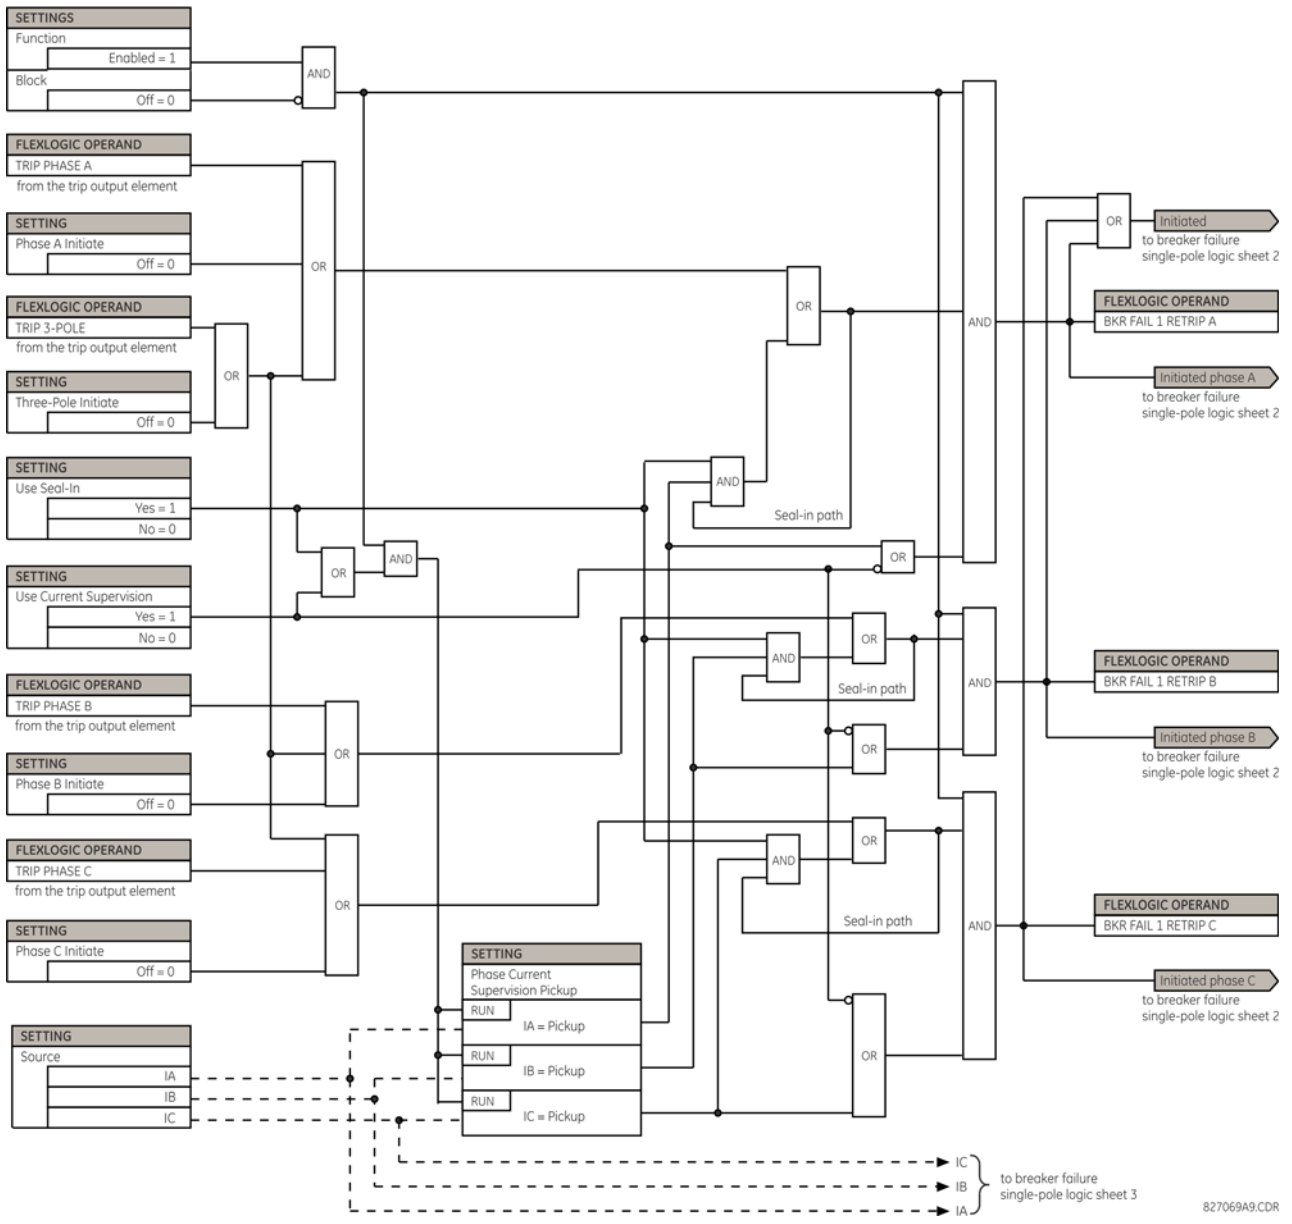 SETTINGS
Function
Enabled = 1
Block
Off = 0
AND
FLEXLOGIC OPERAND
TRIP PHASE A
from the trip output element
SETTING
Phase A Initiate
Off = 0
OR
FLEXLOGIC OPERAND
TRIP 3-POLE
from the trip output element
SETTING
Three-Pole Initiate
Off = 0
OR
SETTING
Use Seal-In
Yes = 1
No = 0
SETTING
Use Current Supervision
Yes = 1
No = 0
OR
AND
FLEXLOGIC OPERAND
TRIP PHASE B
from the trip output element
SETTING
Phase B Initiate
Off = 0
OR
FLEXLOGIC OPERAND
TRIP PHASE C
from the trip output element
SETTING
Phase C Initiate
Off = 0
OR
SETTING
Source
IA
IB
IC
SETTING
Phase Current
Supervision Pickup
RUN
IA = Pickup
RUN
IB = Pickup
RUN
IC = Pickup
OR
AND
Seal-in path
OR
AND
OR
AND
Seal-in path
OR
AND
OR
AND
Seal-in path
OR
AND
OR
Initiated
to breaker failure
single-pole logic sheet 2
FLEXLOGIC OPERAND
BKR FAIL 1 RETRIP A
Initiated phase A
to breaker failure
single-pole logic sheet 2
FLEXLOGIC OPERAND
BKR FAIL 1 RETRIP B
Initiated phase B
to breaker failure
single-pole logic sheet 2
FLEXLOGIC OPERAND
BKR FAIL 1 RETRIP C
Initiated phase C
to breaker failure
single-pole logic sheet 2
IC
IB
IA
to breaker failure
single-pole logic sheet 3
827069A9.CDR